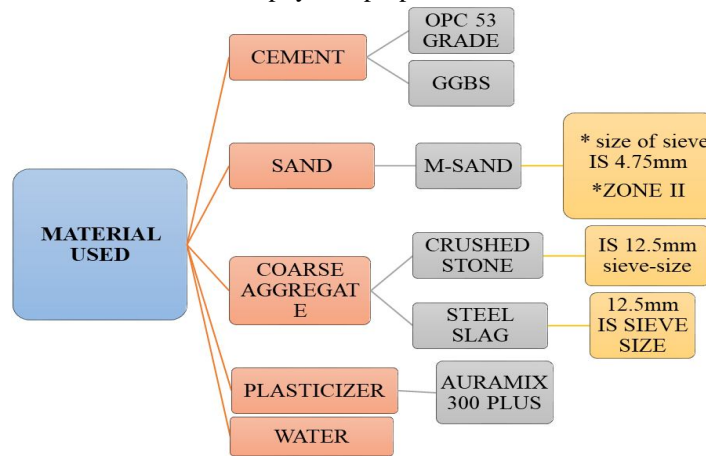 MATERIAL
USED
CEMENT
OPC 53
GRADE
GGBS
SAND
M-SAND
* size of sieve
IS 4.75mm
*ZONE II
COARSE
AGGREGAT
E
CRUSHED
STONE
IS 12.5mm
sieve-size
STEEL
SLAG
12.5mm
IS SIEVE
SIZE
PLASTICIZER
AURAMIX
300 PLUS
WATER